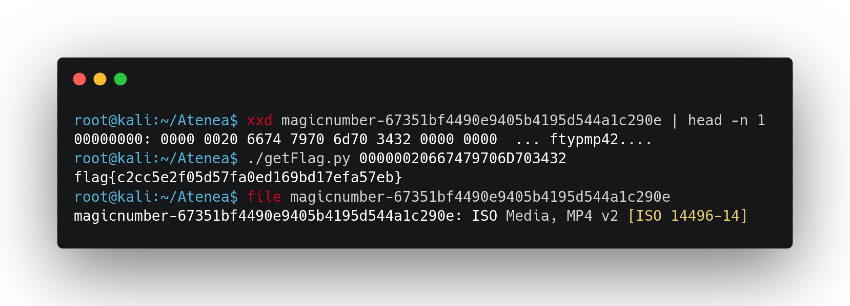 root@kali:~/Atenea$ xxd magicnumber-67351bf4490e9405b4195d544a1c290e | head -n 1
00000000: 0000 0020 6674 7970 6d70 3432 0000 0000  ... ftypmp42....
root@kali:~/Atenea$ ./getFlag.py 00000020667479706D703432
flag{c2cc5e2f05d57fa0ed169bd17efa57eb}
root@kali:~/Atenea$ file magicnumber-67351bf4490e9405b4195d544a1c290e
magicnumber-67351bf4490e9405b4195d544a1c290e: ISO Media, MP4 v2 [ISO 14496-14]